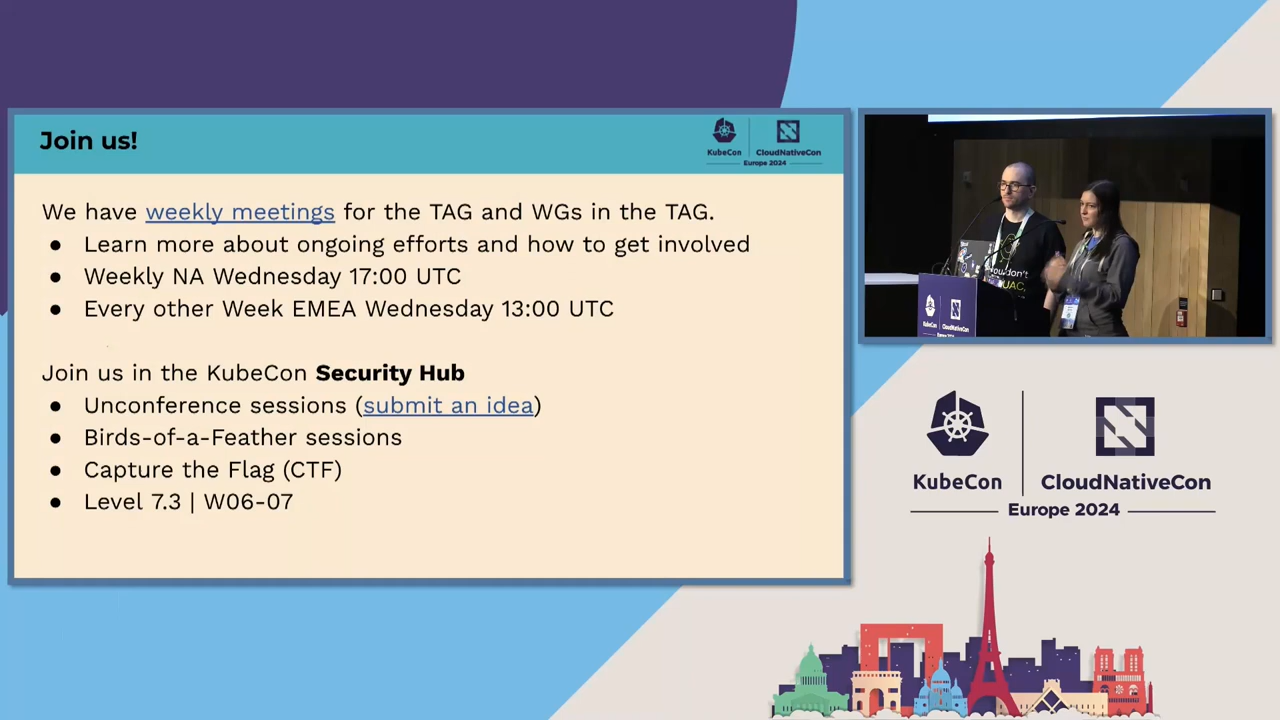 Join us!
KubeCon
CloudNativeCon
Europe 2024
We have weekly meetings for the TAG and WGs in the TAG.
● Learn more about ongoing efforts and how to get involved
● Weekly NA Wednesday 17:00 UTC
● Every other Week EMEA Wednesday 13:00 UTC
Join us in the KubeCon Security Hub
● Unconference sessions (submit an idea)
● Birds-of-a-Feather sessions
● Capture the Flag (CTF)
● Level 7.3 | W06-07
KubeCon
CloudNativeCon
KubeCon
CloudNativeCon
Europe 2024